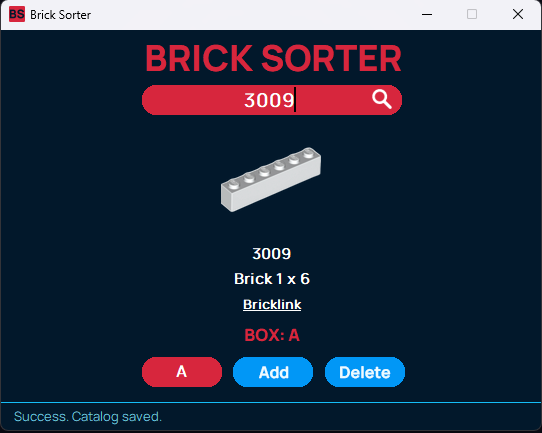 BS Brick Sorter
BRICK SORTER
3009
3009
Brick 1 x 6
Bricklink
BOX: A
A Add Delete
Success. Catalog saved.